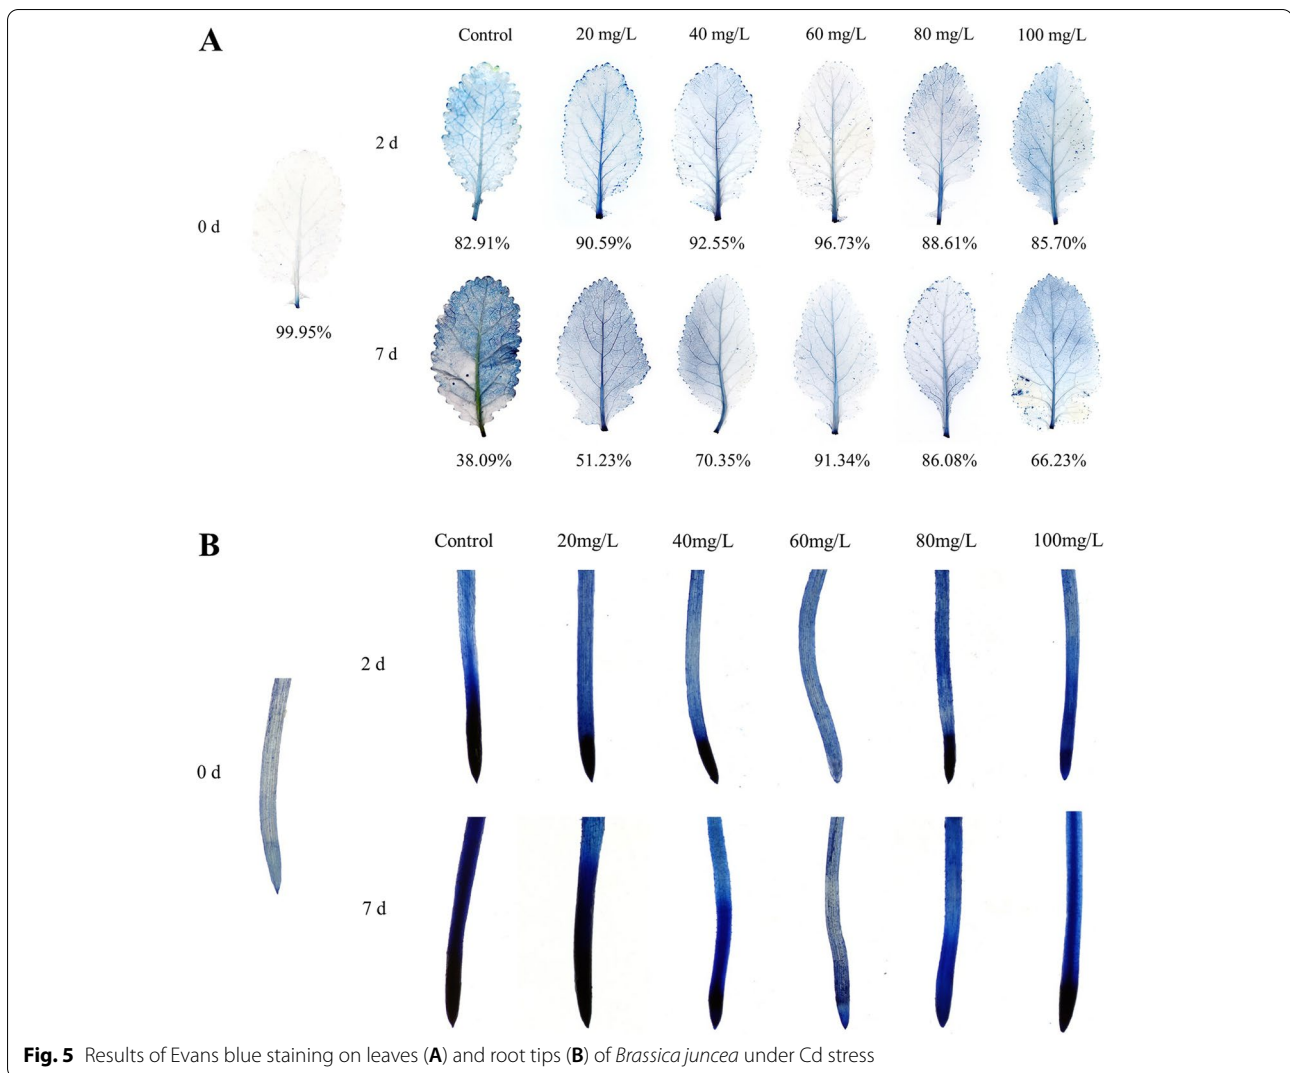 A
Control 20 mg/L 40 mg/L 60 mg/L 80 mg/L 100 mg/L
2 d
0 d
82.91% 90.59% 92.55% 96.73% 88.61% 85.70%
99.95%
7 d
38.09% 51.23% 70.35% 91.34% 86.08% 66.23%
B
Control 20mg/L 40mg/L 60mg/L 80mg/L 100mg/L
2 d
0 d
7 d
Fig. 5 Results of Evans blue staining on leaves (A) and root tips (B) of Brassica juncea under Cd stress